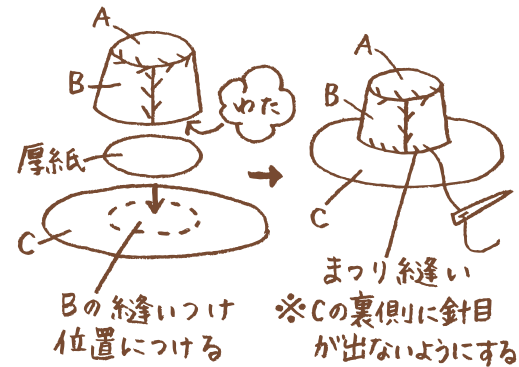 A
B
わた
厚紙
C
Bの縫いつけ
位置につける
A
B
C
まつり縫い
※Cの裏側に針目
が出ないようにする